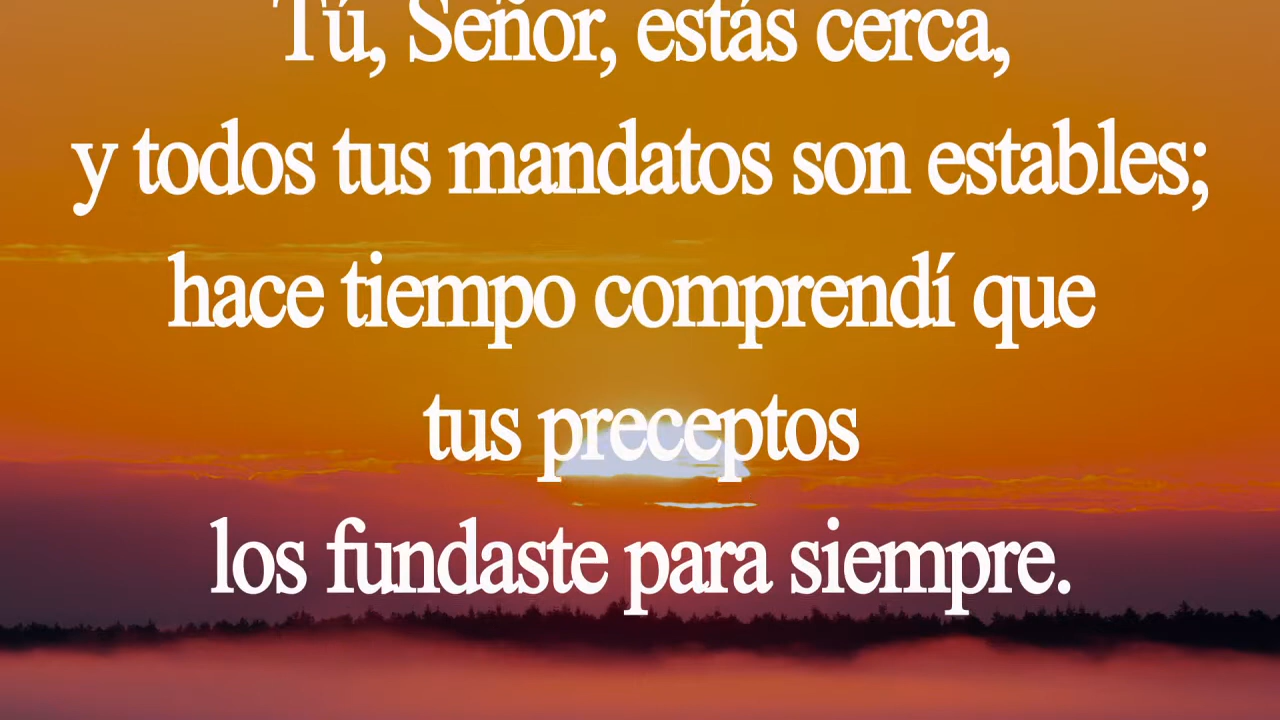 Tú, Señor, estás cerca,
y todos tus mandatos son estables;
hace tiempo comprendí que
tus preceptos
los fundaste para siempre.